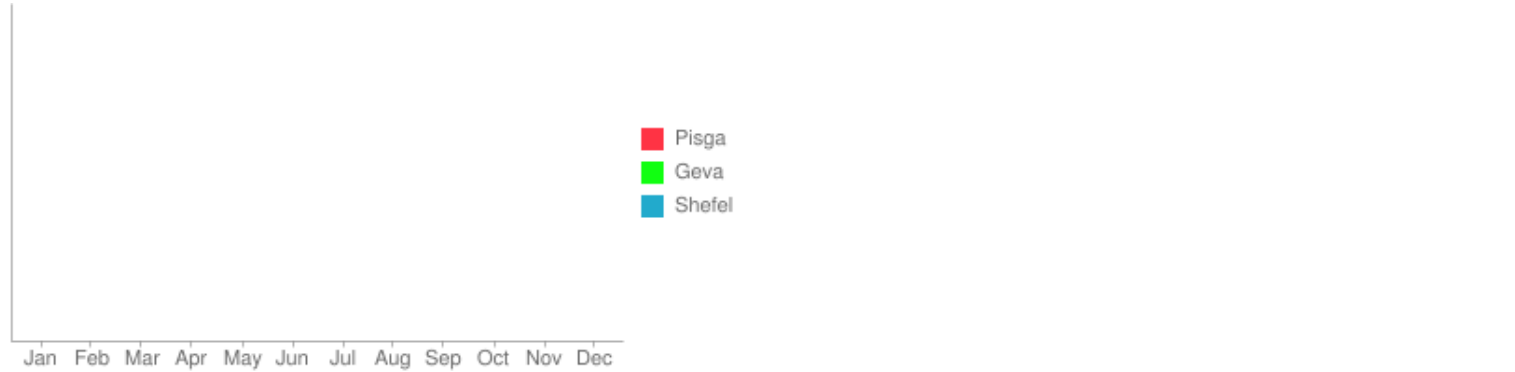 Pisga
Geva
Shefel
Jan Feb Mar Apr May Jun Jul Aug Sep Oct Nov Dec